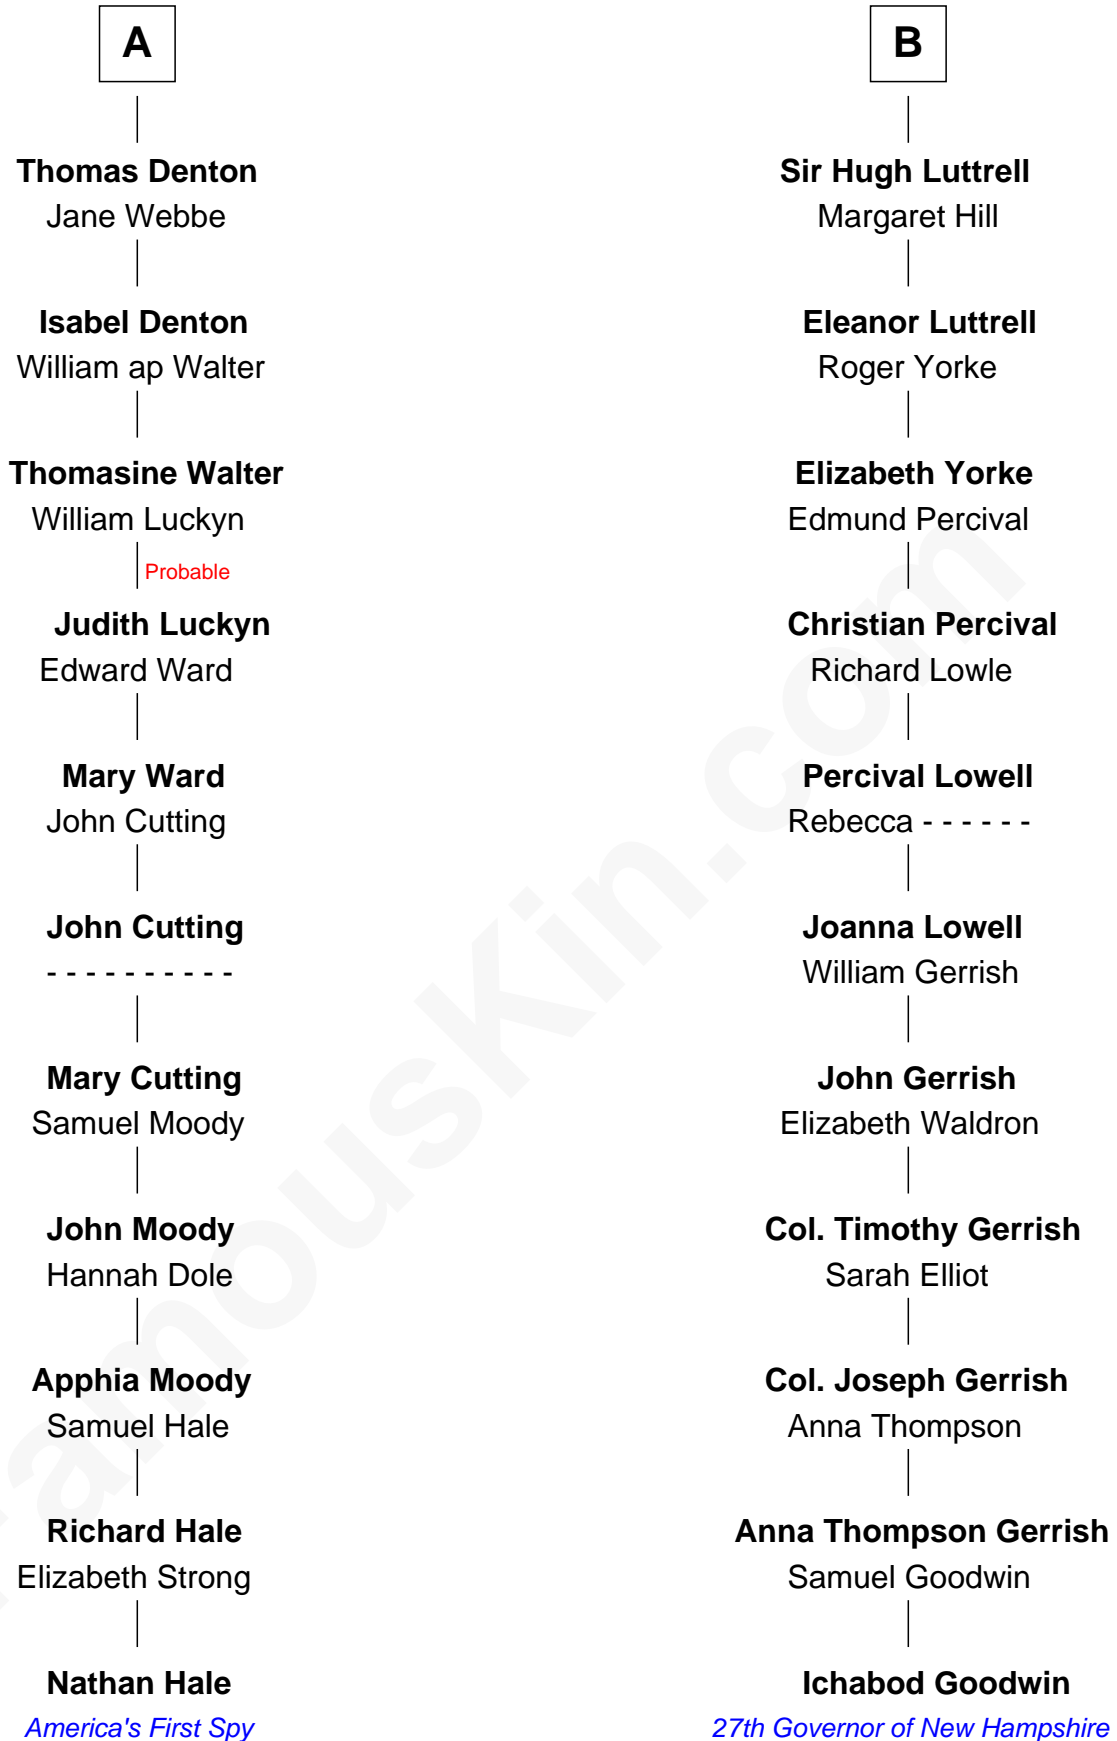 A
Thomas Denton
Jane Webbe
Isabel Denton
William ap Walter
Thomasine Walter
William Luckyn
Probable
Judith Luckyn
Edward Ward
Mary Ward
John Cutting
John Cutting
- - - - - - - - - -
Mary Cutting
Samuel Moody
John Moody
Hannah Dole
Apphia Moody
Samuel Hale
Richard Hale
Elizabeth Strong
Nathan Hale
America's First Spy
B
Sir Hugh Luttrell
Margaret Hill
Eleanor Luttrell
Roger Yorke
Elizabeth Yorke
Edmund Percival
Christian Percival
Richard Lowle
Percival Lowell
Rebecca - - - - - -
Joanna Lowell
William Gerrish
John Gerrish
Elizabeth Waldron
Col. Timothy Gerrish
Sarah Elliot
Col. Joseph Gerrish
Anna Thompson
Anna Thompson Gerrish
Samuel Goodwin
Ichabod Goodwin
27th Governor of New Hampshire
FamousKin.com